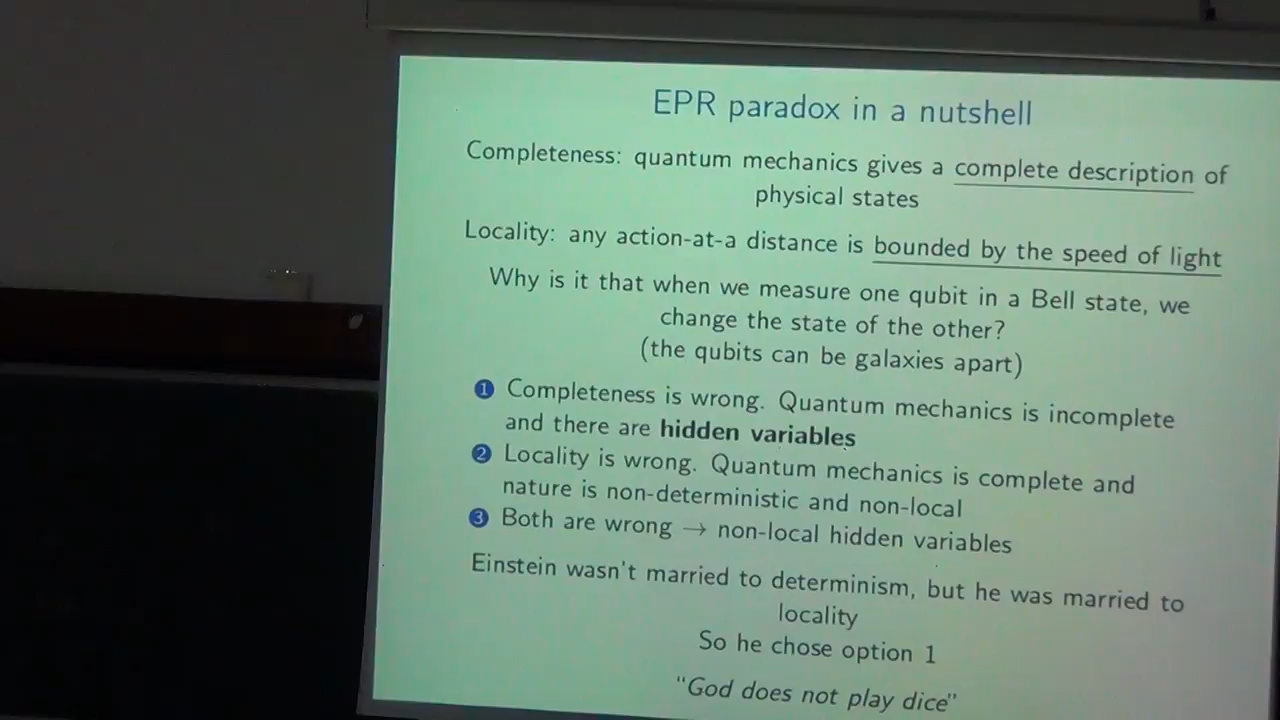 EPR paradox in a nutshell
Completeness: quantum mechanics gives a complete description of
physical states
Locality: any action-at-a distance is bounded by the speed of light
Why is it that when we measure one qubit in a Bell state, we
change the state of the other?
(the qubits can be galaxies apart)
1 Completeness is wrong. Quantum mechanics is incomplete
and there are hidden variables
2 Locality is wrong. Quantum mechanics is complete and
nature is non-deterministic and non-local
3 Both are wrong → non-local hidden variables
Einstein wasn't married to determinism, but he was married to
locality
So he chose option 1
“God does not play dice”